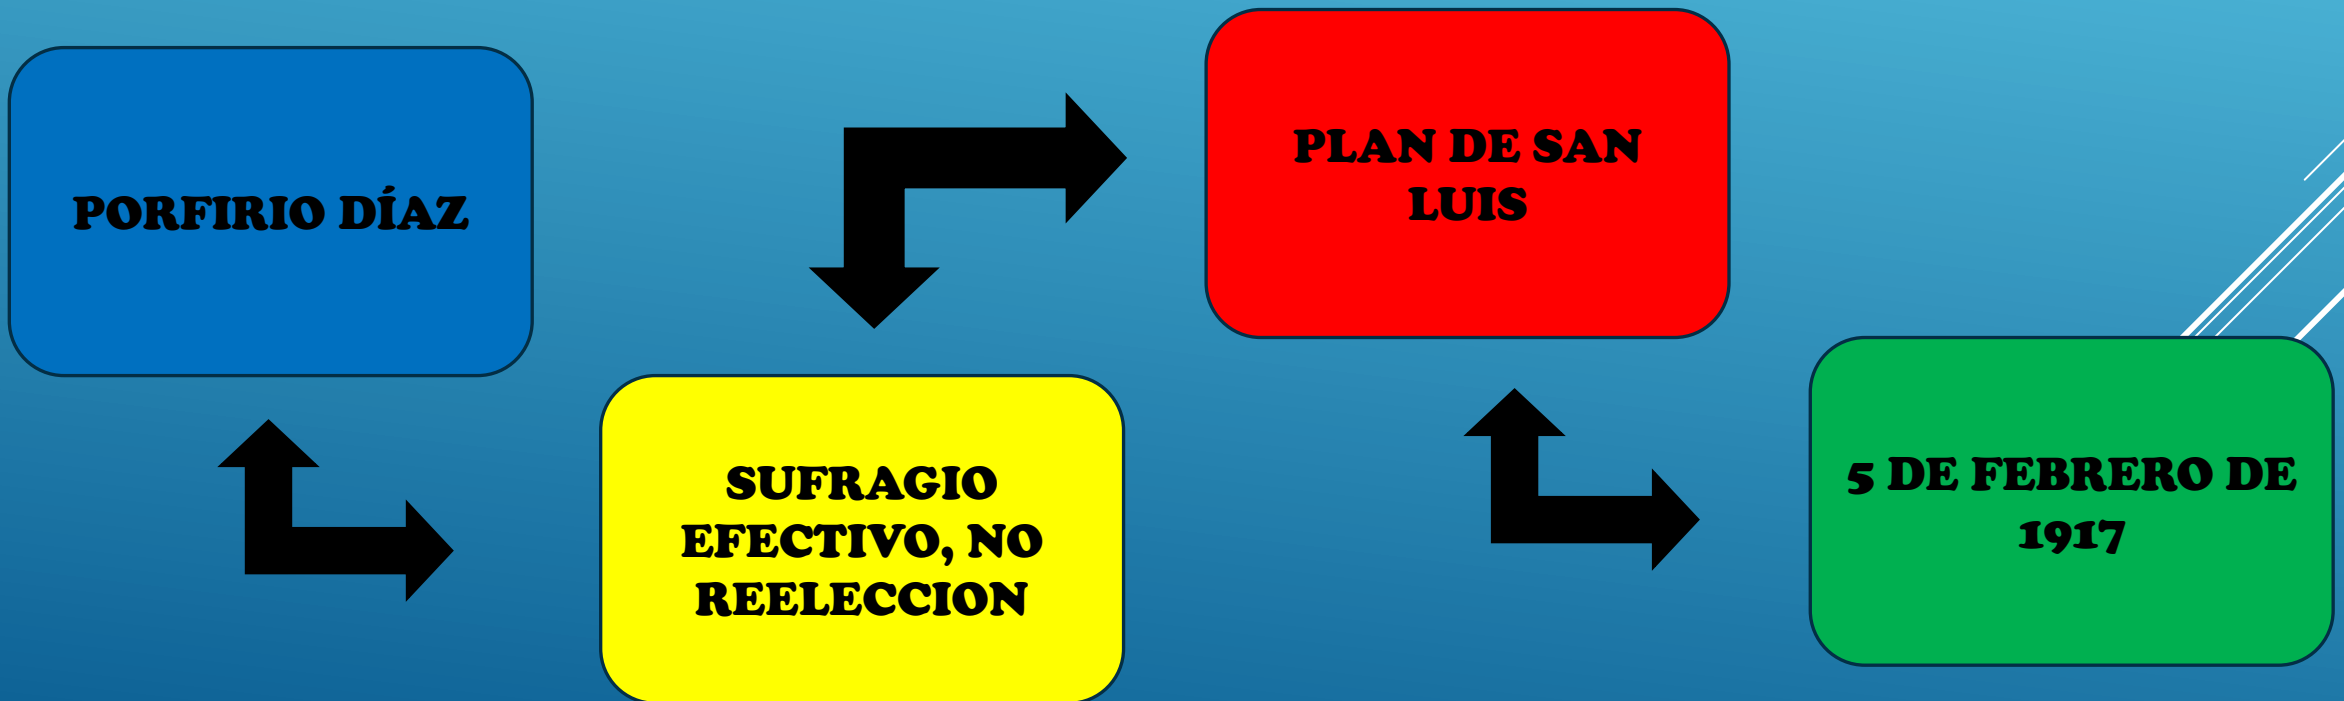 PORFIRIO DÍAZ
SUFRAGIO
EFECTIVO, NO
REELECCION
PLAN DE SAN
LUIS
5 DE FEBRERO DE
1917